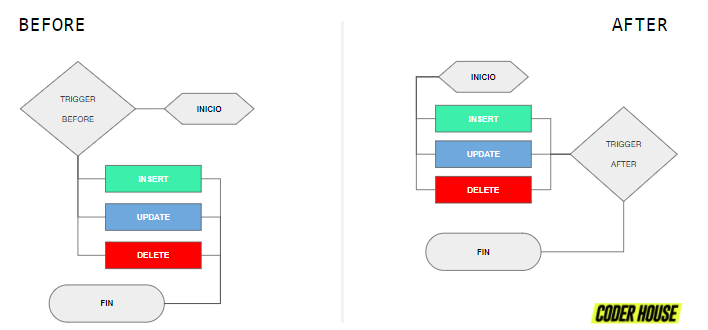 BEFORE
TRIGGER
BEFORE
INICIO
INSERT
UPDATE
DELETE
FIN
AFTER
INICIO
INSERT
UPDATE
DELETE
TRIGGER
AFTER
FIN
CODER HOUSE